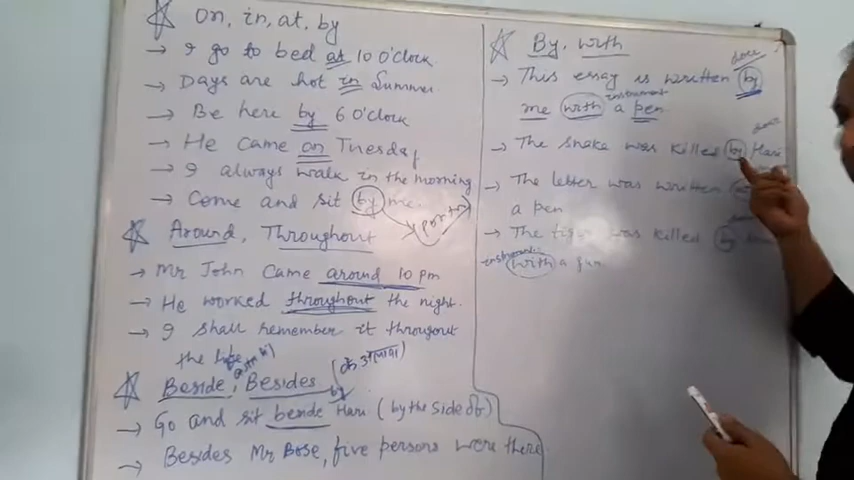 On, in, at, by
→ I go to bed at 10 O'clock.
→ Days are hot in Summer
→ Be here by 6 O'clock
→ He came on Tuesday
→ I always walk in the morning
→ Come and sit by me.
Around, Throughout
→ Mr John came around 10 pm
→ He worked throughout the night.
→ I shall remember it througout
the life
Beside, Besides
के अलावा
→ Go and sit beside Hari (by the side of)
→ Besides Mr Bose, five persons were there
By, with
doer
→ This essay is written by
instrument
me with a pen
→ The snake was killed by Hari
→ The letter was written
a pen
→ The tiger was killed by
with a gun